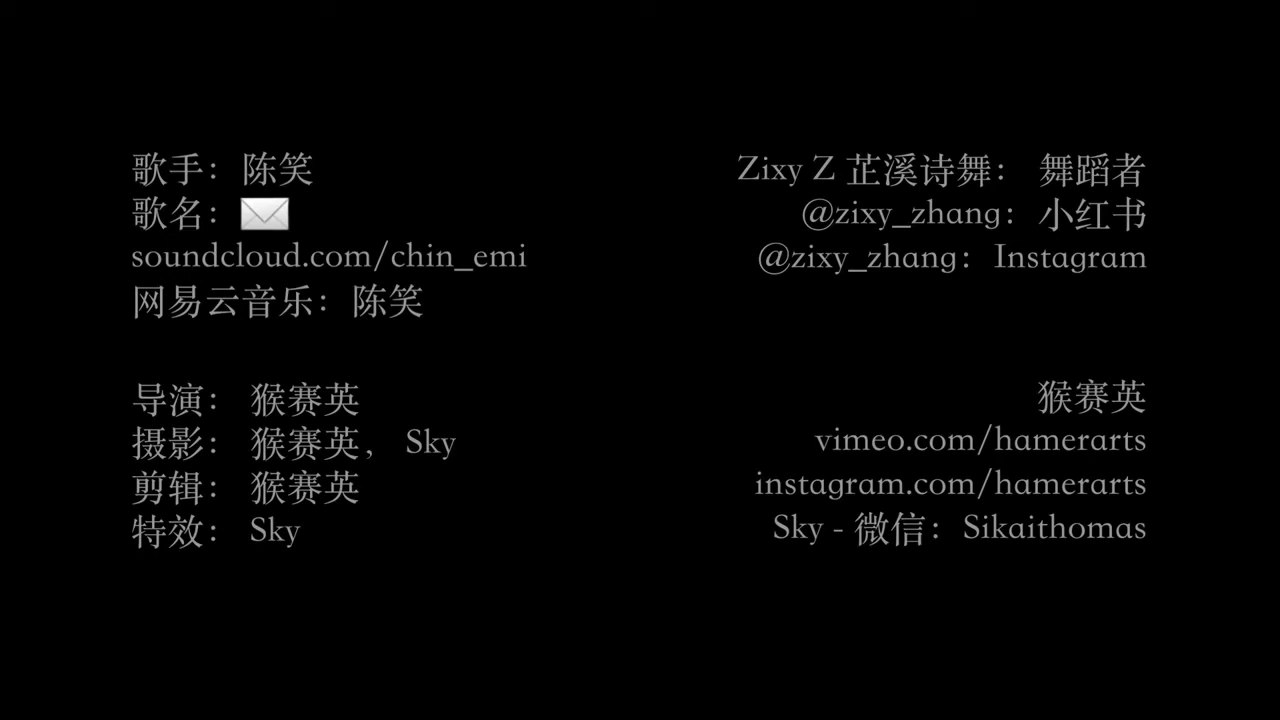 歌手： 陈笑
歌名： ✉
soundcloud.com/chin_emi
网易云音乐： 陈笑
Zixy Z 芷溪诗舞： 舞蹈者
@zixy_zhang： 小红书
@zixy_zhang： Instagram
导演： 猴赛英
摄影： 猴赛英， Sky
剪辑： 猴赛英
特效： Sky
猴赛英
vimeo.com/hamerarts
instagram.com/hamerarts
Sky - 微信： Sikaithomas